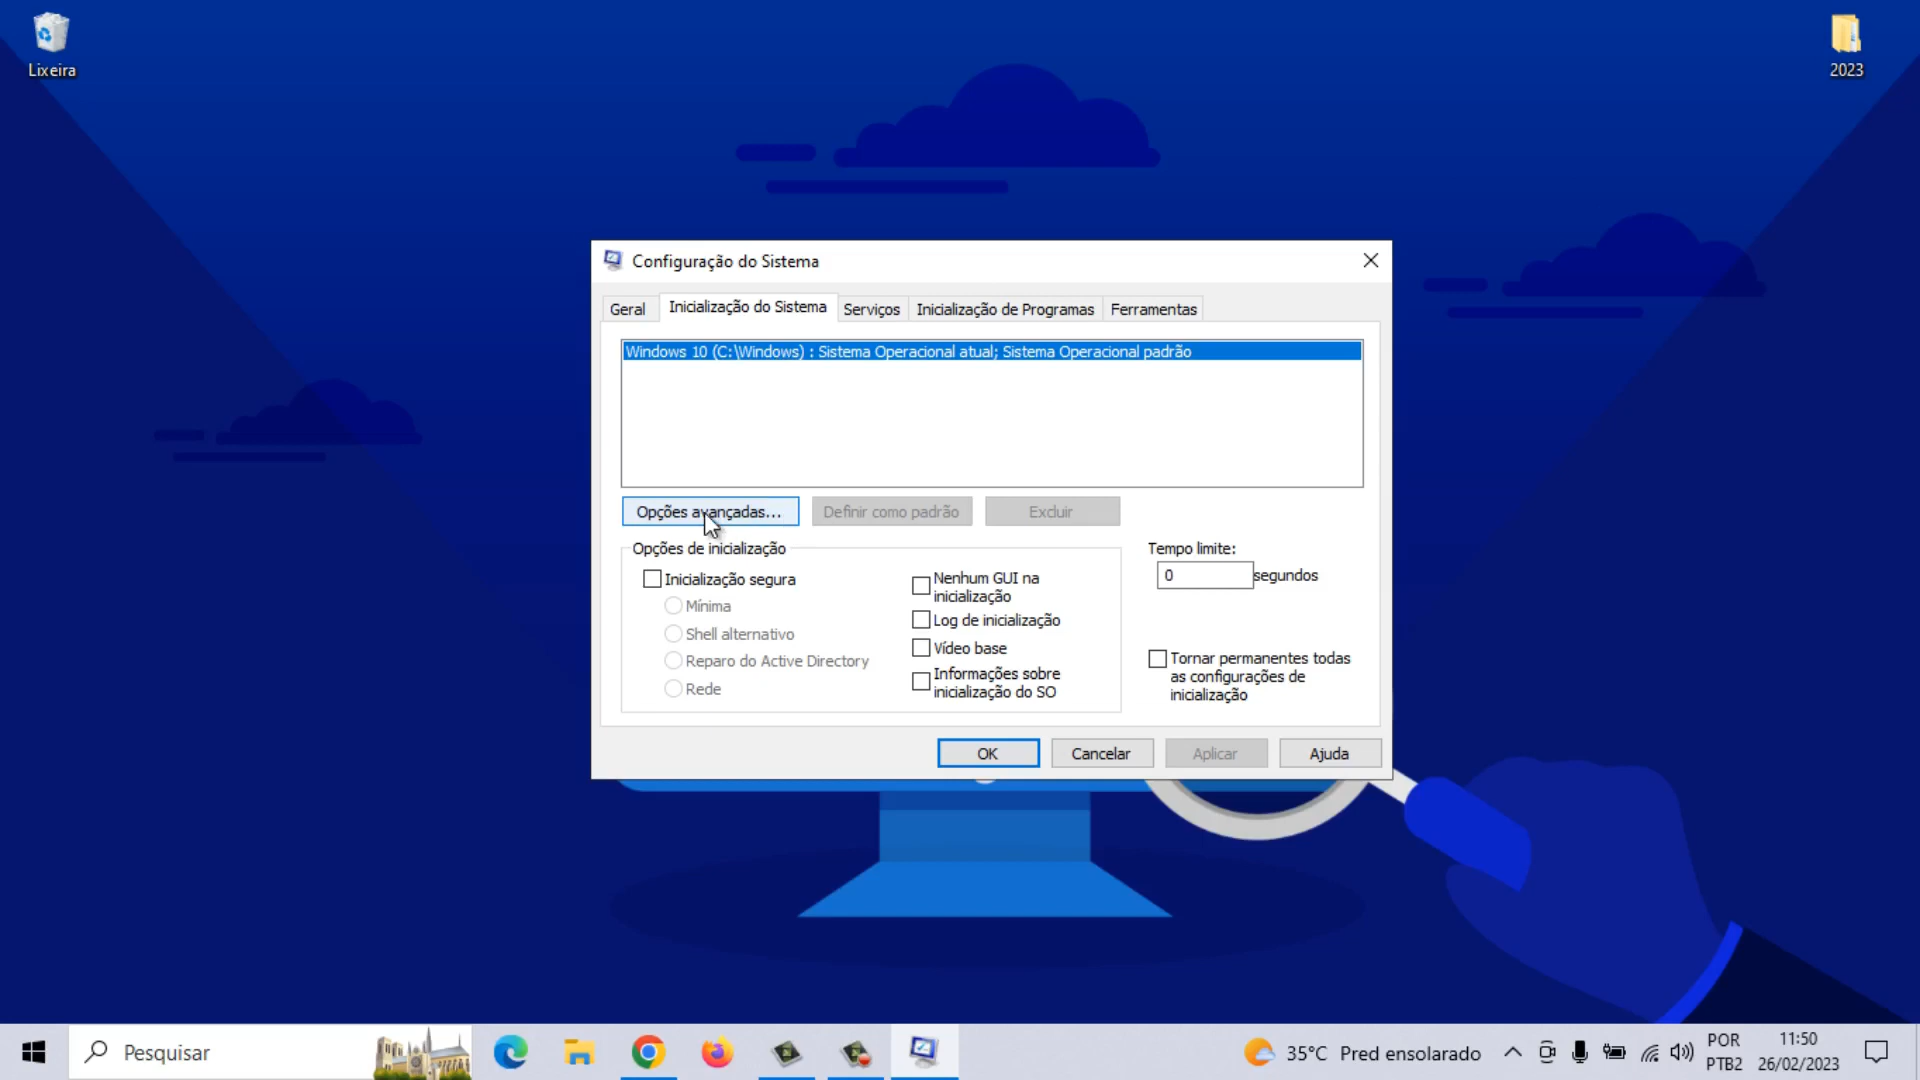 Lixeira
2023
Configuração do Sistema
Geral
Inicialização do Sistema
Serviços
Inicialização de Programas
Ferramentas
Windows 10 (C:\Windows) : Sistema Operacional atual; Sistema Operacional padrão
Opções avançadas...
Definir como padrão
Excluir
Opções de inicialização
Inicialização segura
Mínima
Shell alternativo
Reparo do Active Directory
Rede
Nenhum GUI na
inicialização
Log de inicialização
Vídeo base
Informações sobre
inicialização do SO
Tempo limite:
0 segundos
Tornar permanentes todas
as configurações de
inicialização
OK
Cancelar
Aplicar
Ajuda
Pesquisar
35°C Pred ensolarado
POR
PTB2
11:50
26/02/2023